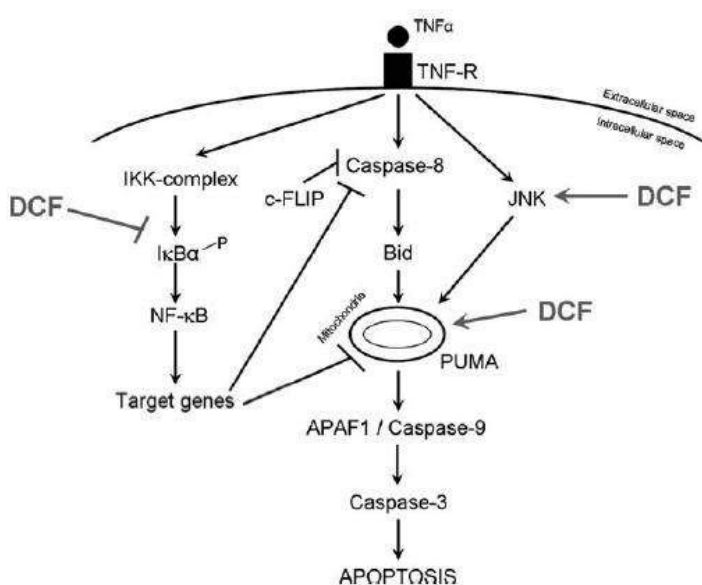 TNFα
TNF-R
Extracellular space
Intracellular space
IKK-complex
Caspase-8
c-FLIP
JNK
DCF
DCF
IκBα
P
Bid
NF-κB
Mitochondria
DCF
PUMA
Target genes
APAF1 / Caspase-9
Caspase-3
APOPTOSIS